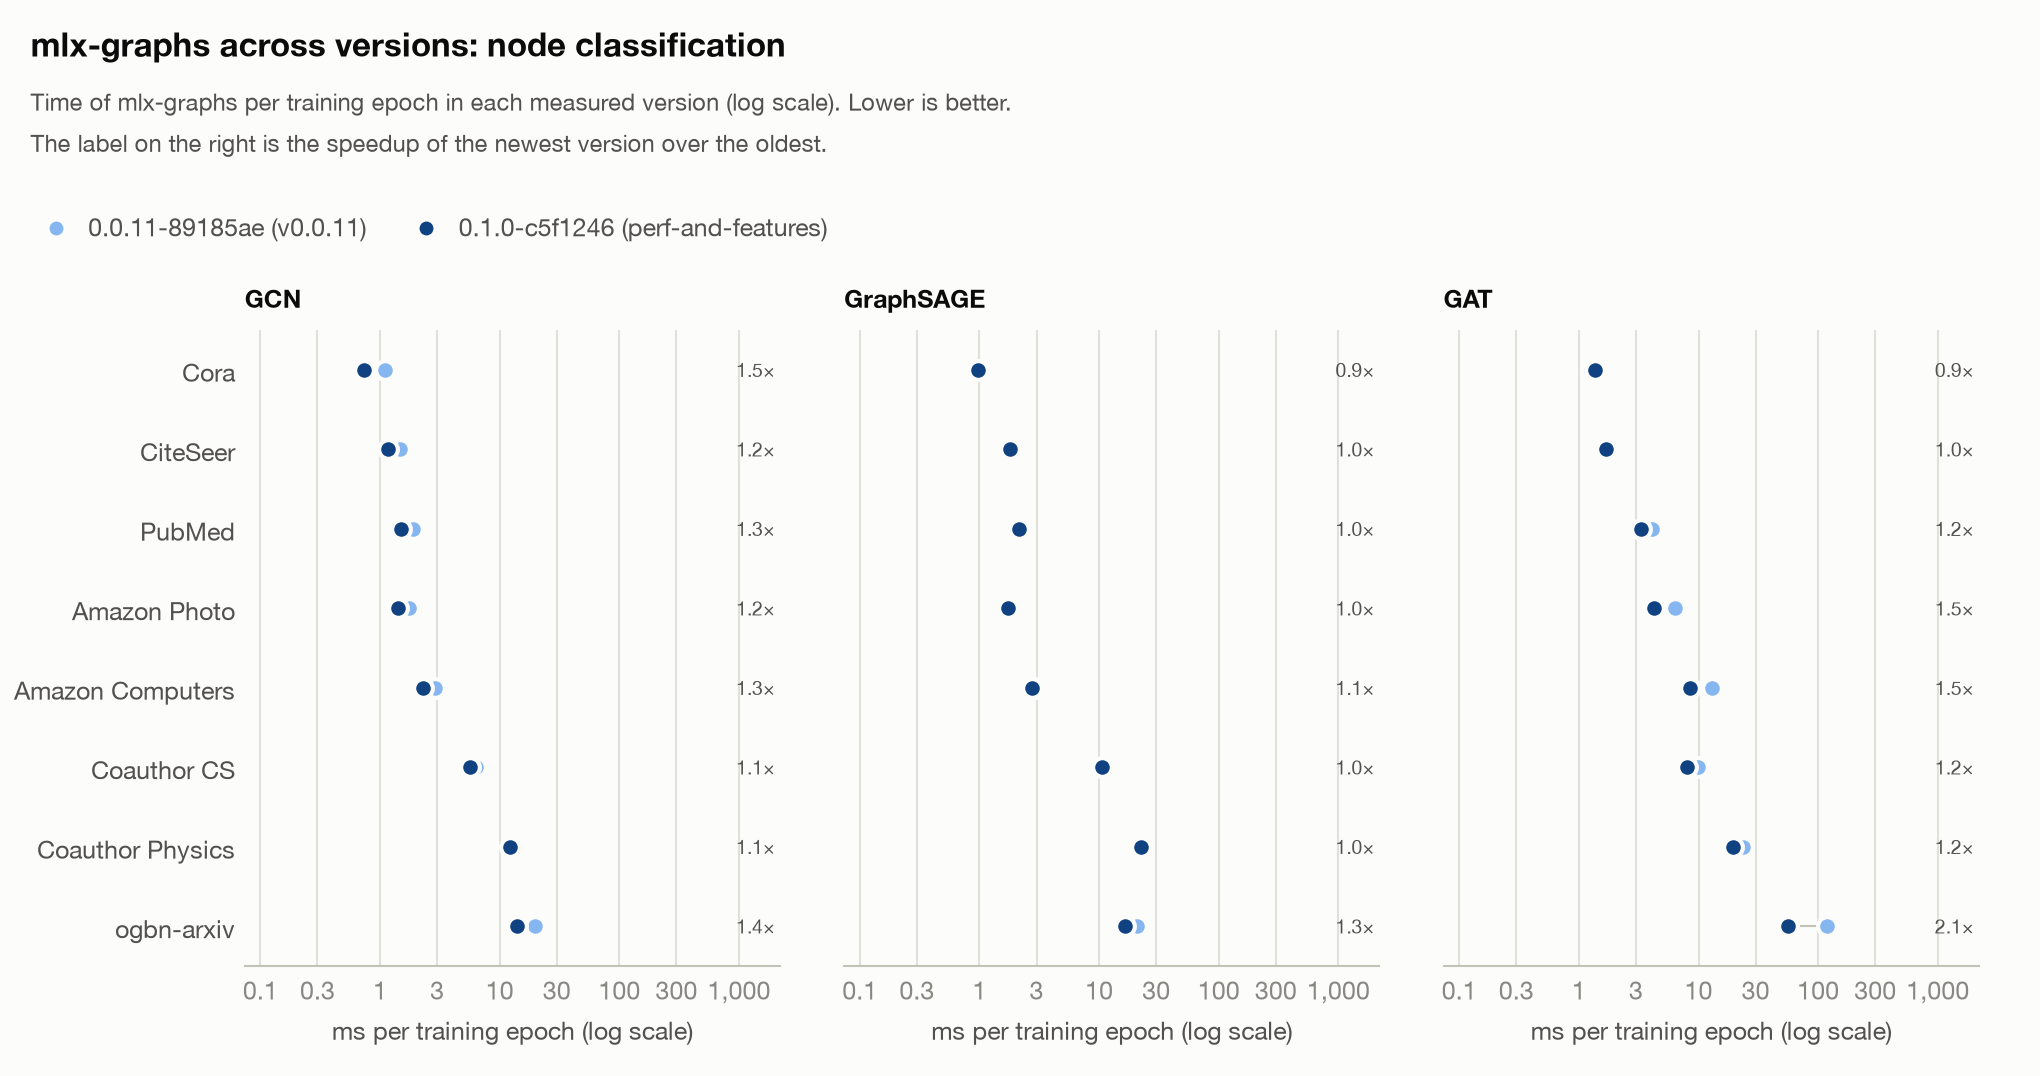 mlx-graphs across versions: node classification
Time of mlx-graphs per training epoch in each measured version (log scale). Lower is better.
The label on the right is the speedup of the newest version over the oldest.
0.0.11-89185ae (v0.0.11) 0.1.0-c5f1246 (perf-and-features)
GCN GraphSAGE GAT
Cora 1.5× 0.9× 0.9×
CiteSeer 1.2× 1.0× 1.0×
PubMed 1.3× 1.0× 1.2×
Amazon Photo 1.2× 1.0× 1.5×
Amazon Computers 1.3× 1.1× 1.5×
Coauthor CS 1.1× 1.0× 1.2×
Coauthor Physics 1.1× 1.0× 1.2×
ogbn-arxiv 1.4× 1.3× 2.1×
0.1 0.3 1 3 10 30 100 300 1,000 0.1 0.3 1 3 10 30 100 300 1,000 0.1 0.3 1 3 10 30 100 300 1,000
ms per training epoch (log scale) ms per training epoch (log scale) ms per training epoch (log scale)